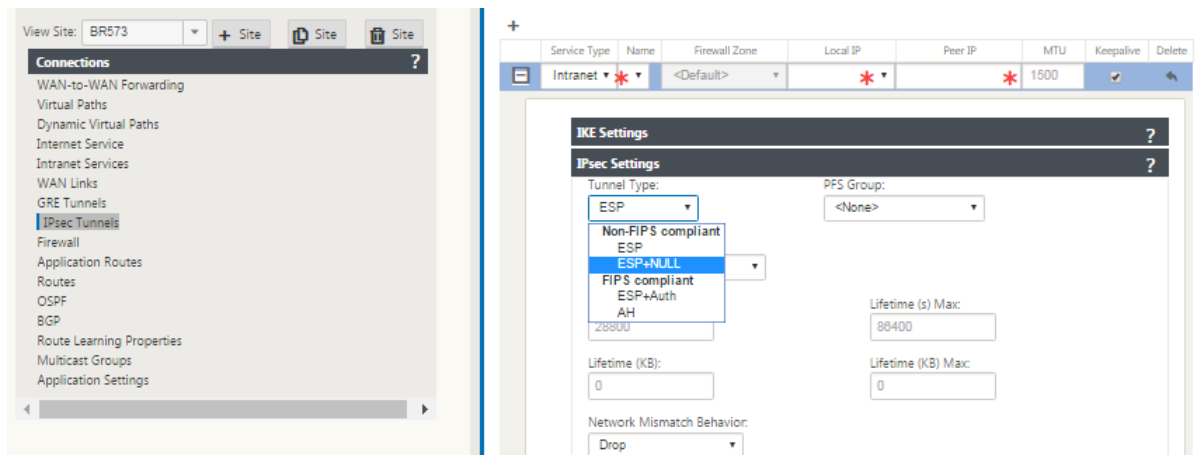 View Site: BR573 + Site Site Site
Connections ?
WAN-to-WAN Forwarding
Virtual Paths
Dynamic Virtual Paths
Internet Service
Intranet Services
WAN Links
GRE Tunnels
IPsec Tunnels
Firewall
Application Routes
Routes
OSPF
BGP
Route Learning Properties
Multicast Groups
Application Settings
+
Service Type Name Firewall Zone Local IP Peer IP MTU Keepalive Delete
Intranet * <Default> * * 1500
IKE Settings ?
IPsec Settings ?
Tunnel Type: PFS Group:
ESP <None>
Non-FIPS compliant
ESP
ESP+NULL
FIPS compliant
ESP+Auth
AH
Lifetime (s) Max:
28800 86400
Lifetime (KB): Lifetime (KB) Max:
0 0
Network Mismatch Behavior:
Drop